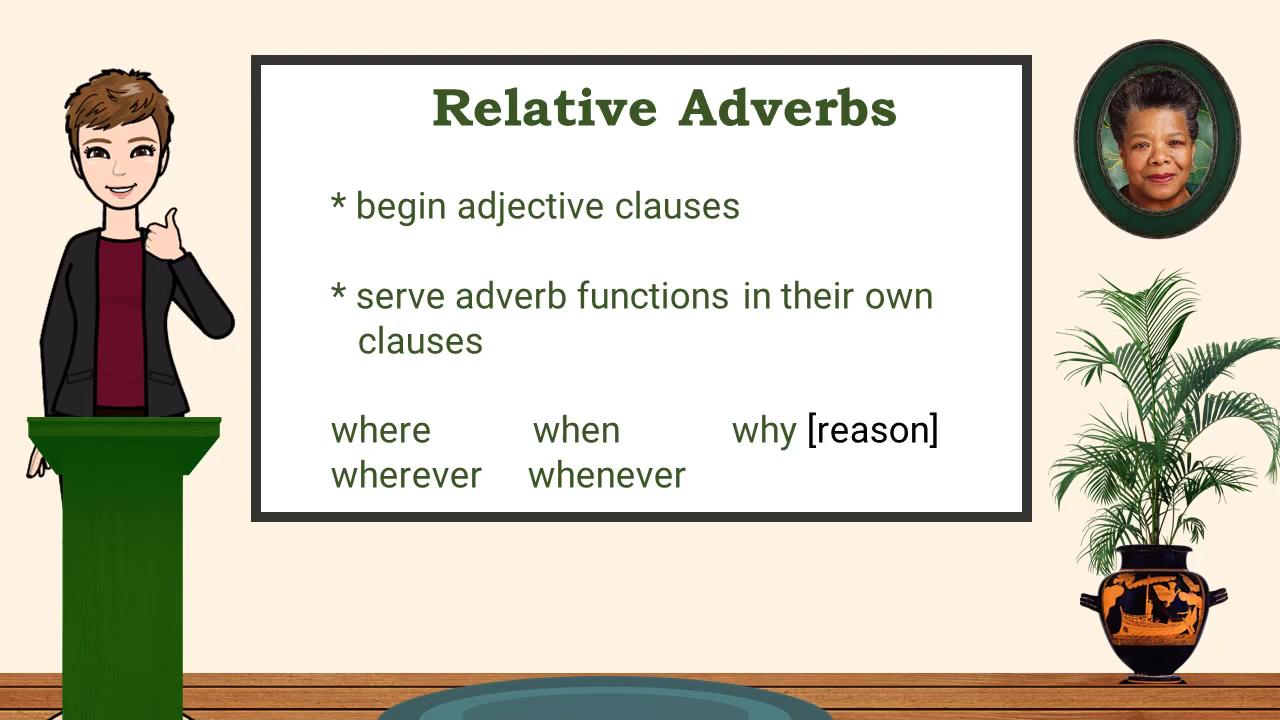 Relative Adverbs
* begin adjective clauses
* serve adverb functions in their own
clauses
where when why [reason]
wherever whenever